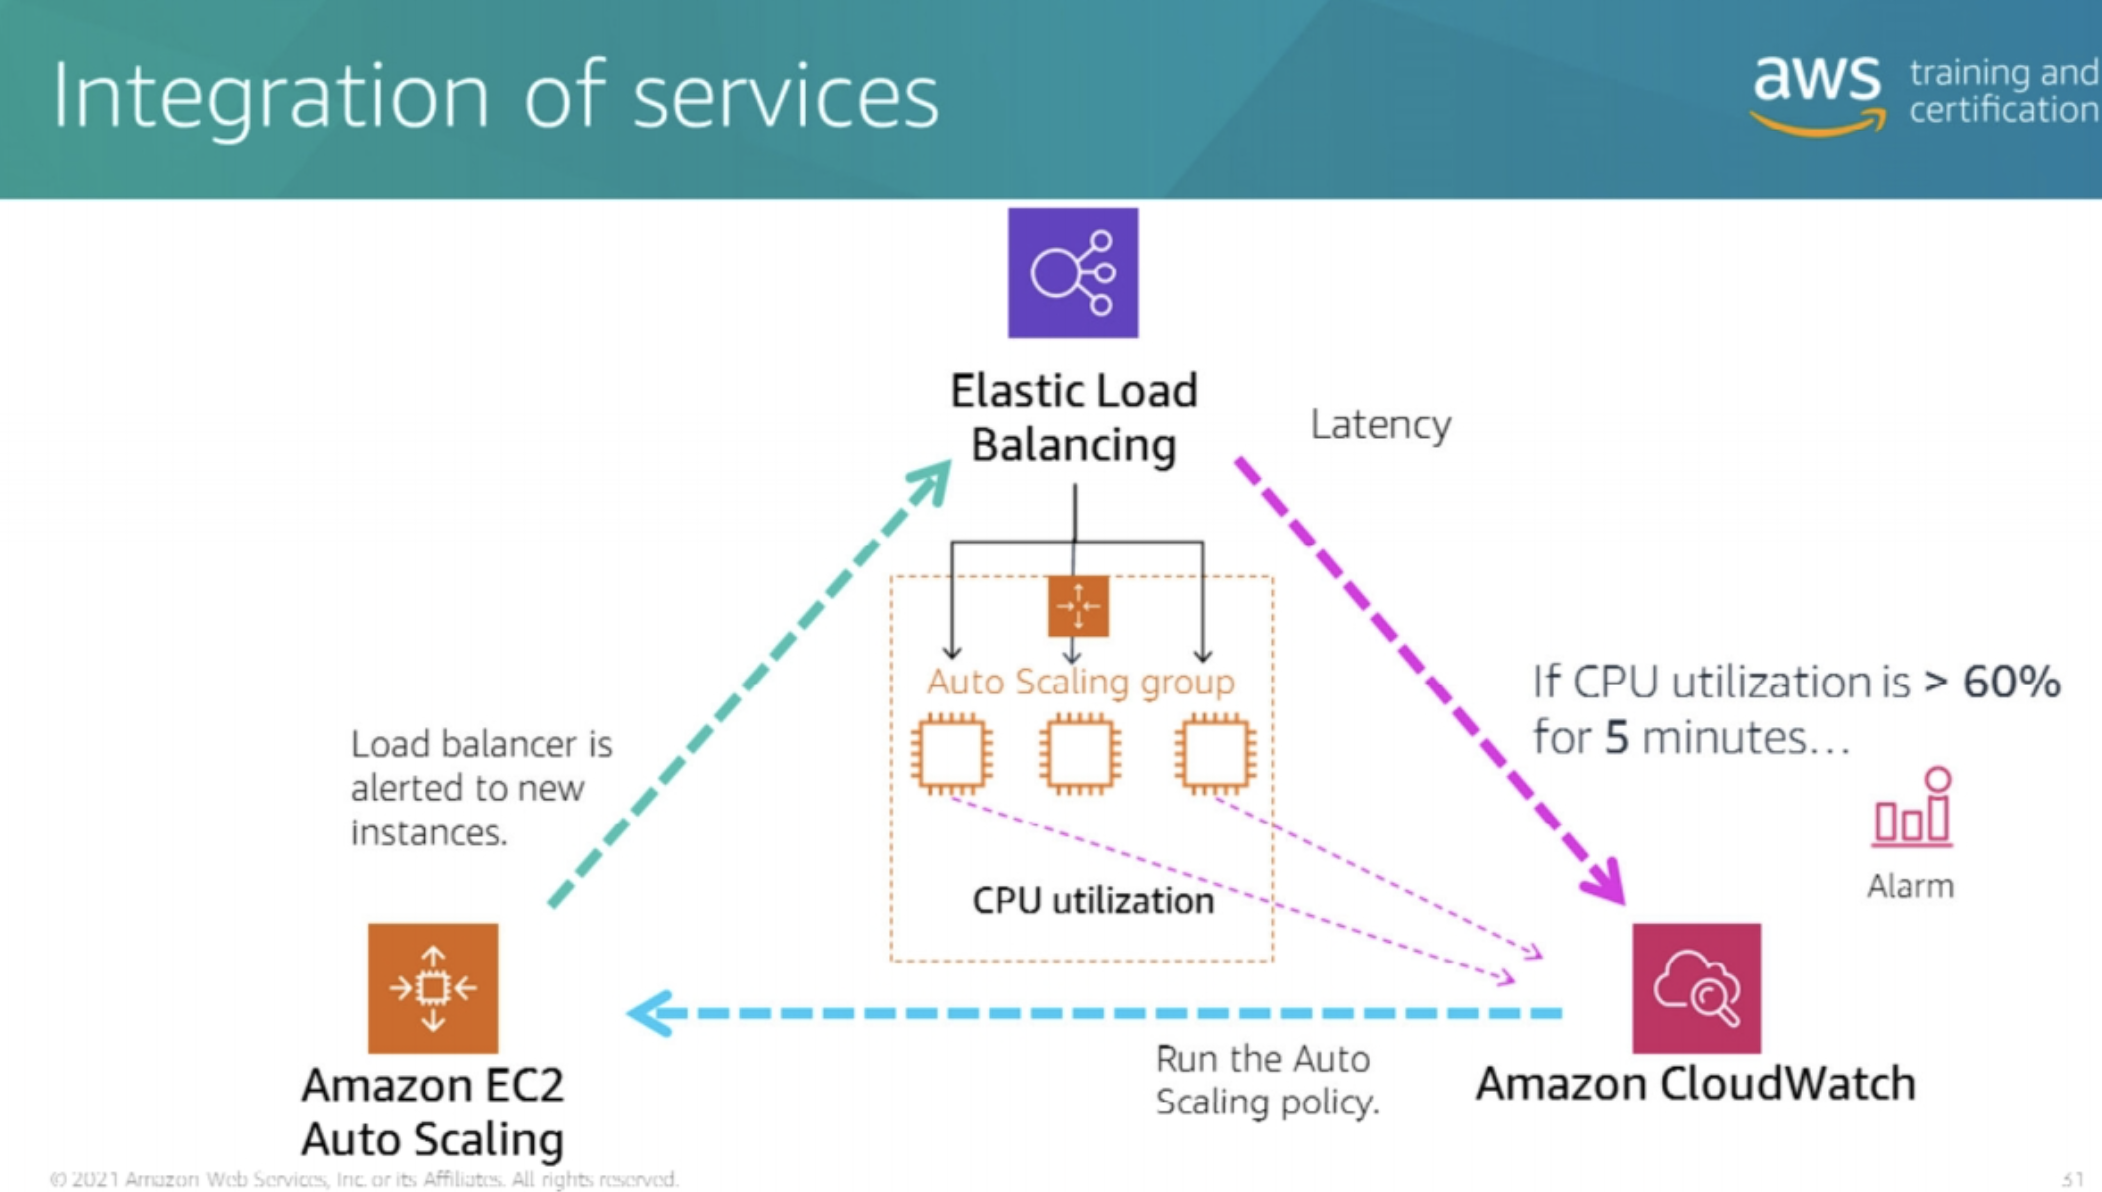 Integration of services
aws
training and
certification
Elastic Load
Balancing
Latency
Auto Scaling group
If CPU utilization is > 60%
for 5 minutes...
Load balancer is
alerted to new
instances.
Alarm
CPU utilization
Run the Auto
Scaling policy.
Amazon EC2
Auto Scaling
Amazon CloudWatch
© 2021 Amazon Web Services, Inc. or its Affiliates. All rights reserved.
31